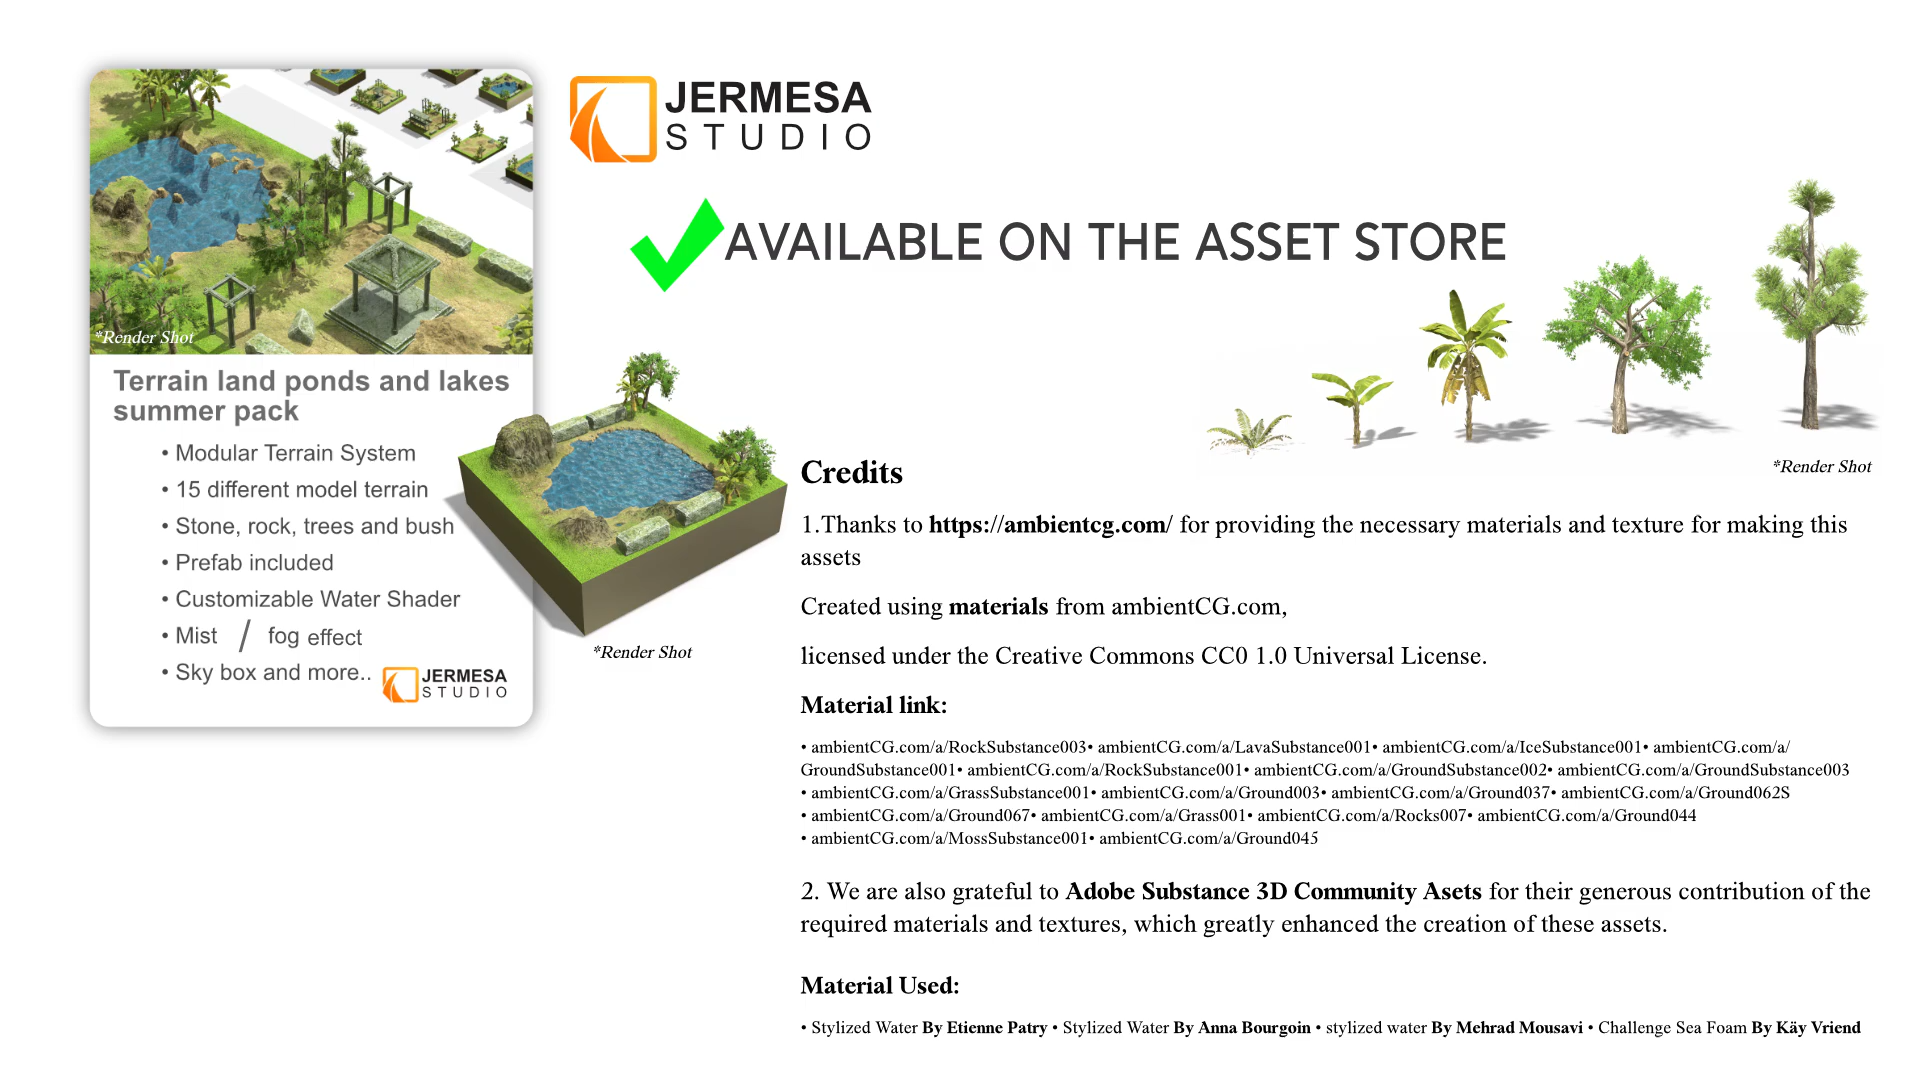 JERMESA
STUDIO
AVAILABLE ON THE ASSET STORE
*Render Shot
Terrain land ponds and lakes
summer pack
• Modular Terrain System
• 15 different model terrain
• Stone, rock, trees and bush
• Prefab included
• Customizable Water Shader
• Mist / fog effect
• Sky box and more..
JERMESA
STUDIO
*Render Shot
*Render Shot
Credits
1.Thanks to https://ambientcg.com/ for providing the necessary materials and texture for making this
assets
Created using materials from ambientCG.com,
licensed under the Creative Commons CC0 1.0 Universal License.
Material link:
• ambientCG.com/a/RockSubstance003• ambientCG.com/a/LavaSubstance001• ambientCG.com/a/IceSubstance001• ambientCG.com/a/
GroundSubstance001• ambientCG.com/a/RockSubstance001• ambientCG.com/a/GroundSubstance002• ambientCG.com/a/GroundSubstance003
• ambientCG.com/a/GrassSubstance001• ambientCG.com/a/Ground003• ambientCG.com/a/Ground037• ambientCG.com/a/Ground062S
• ambientCG.com/a/Ground067• ambientCG.com/a/Grass001• ambientCG.com/a/Rocks007• ambientCG.com/a/Ground044
• ambientCG.com/a/MossSubstance001• ambientCG.com/a/Ground045
2. We are also grateful to Adobe Substance 3D Community Asets for their generous contribution of the
required materials and textures, which greatly enhanced the creation of these assets.
Material Used:
• Stylized Water By Etienne Patry • Stylized Water By Anna Bourgoin • stylized water By Mehrad Mousavi • Challenge Sea Foam By Käy Vriend